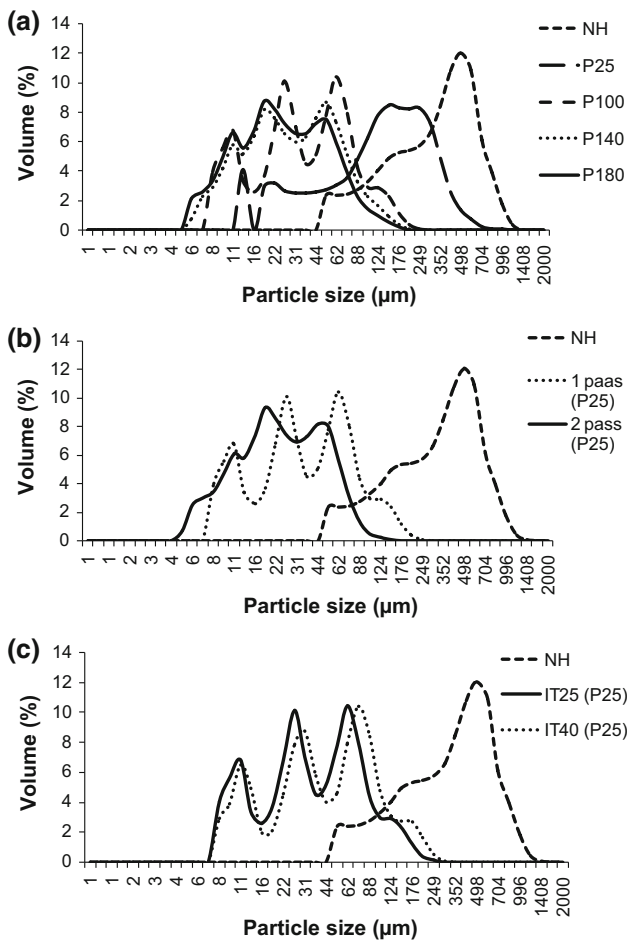 (a)
14
12
10
8
6
4
2
0
Volume (%)
1 1 2 3 4 6 8 11 16 22 31 44 62 88 124 176 249 352 498 704 996 1408 2000
Particle size (µm)
NH
P25
P100
P140
P180
(b)
14
12
10
8
6
4
2
0
Volume (%)
1 1 2 3 4 6 8 11 16 22 31 44 62 88 124 176 249 352 498 704 996 1408 2000
Particle size (µm)
NH
1 paas
(P25)
2 pass
(P25)
(c)
14
12
10
8
6
4
2
0
Volume (%)
1 1 2 3 4 6 8 11 16 22 31 44 62 88 124 176 249 352 498 704 996 1408 2000
Particle size (µm)
NH
IT25 (P25)
IT40 (P25)